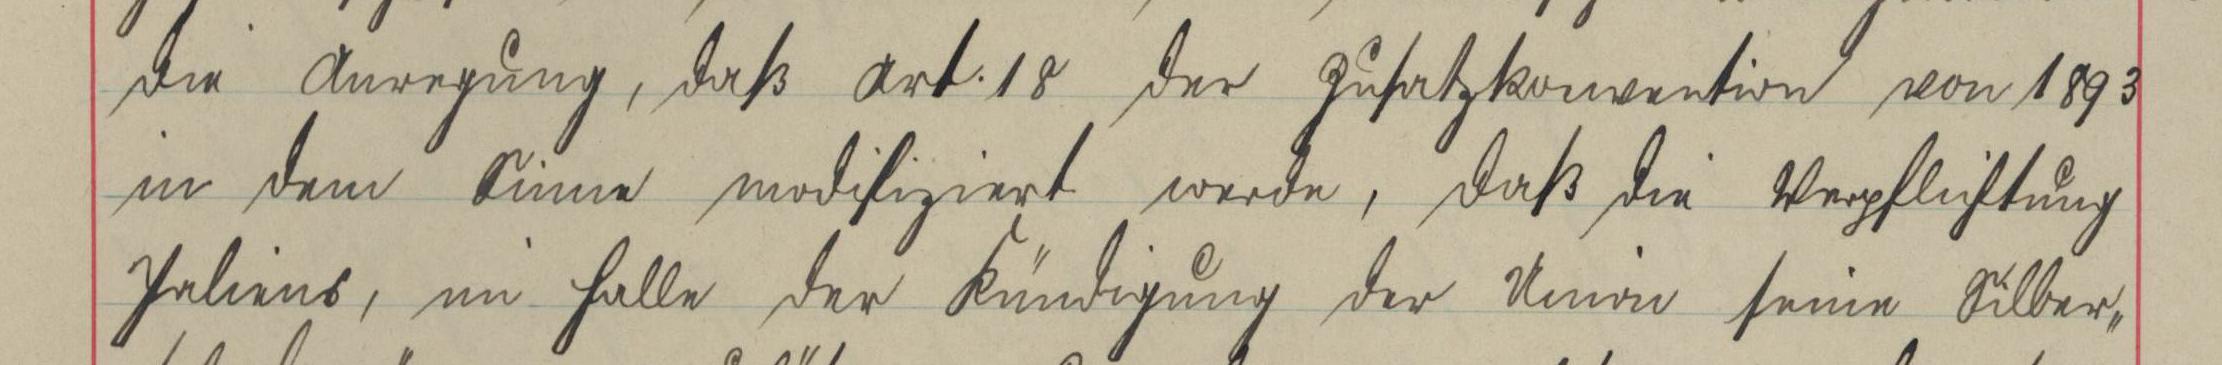 die Anregung, daß Art. 18 der Zusatzkonvention von 1893
in dem Sinne modifiziert werde, daß die Verpflichtung
Italiens, im Falle der Kündigung der Union seine Silber„